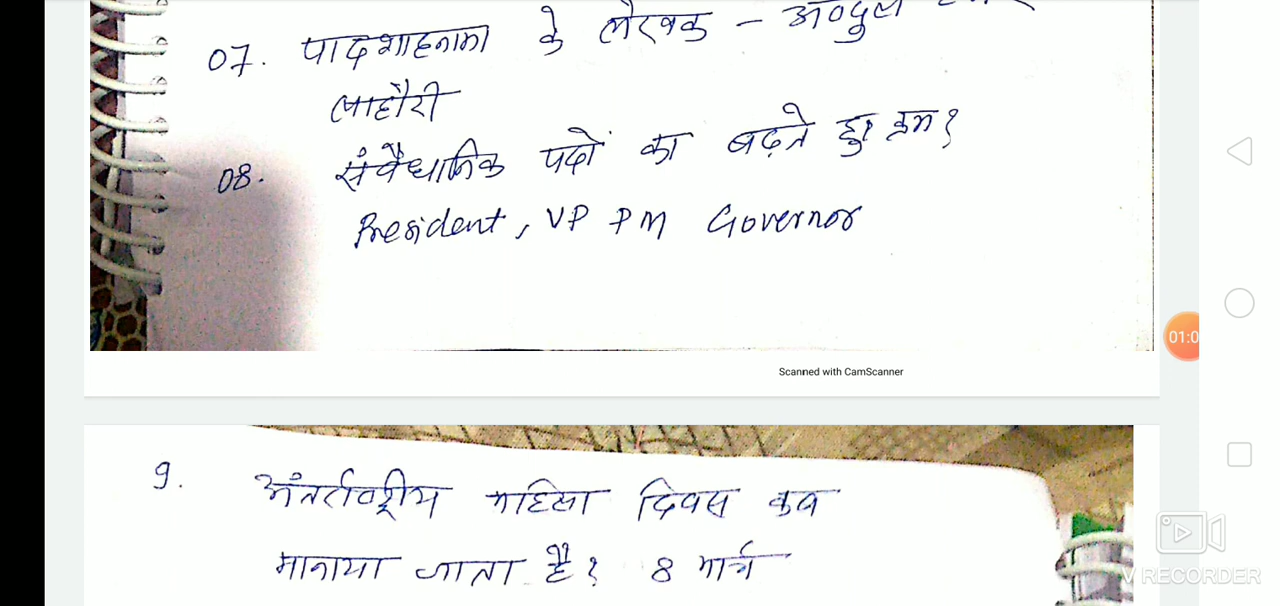 07. पादशाहनामा के लेखक - अब्दुल
लाहौरी
08. संवैधानिक पदों का बढ़ते हुए क्रम?
President, VP PM Governor
Scanned with CamScanner
9. अंतर्राष्ट्रीय महिला दिवस कब
मानाया जाता है? 8 मार्च
01:0
V RECORDER